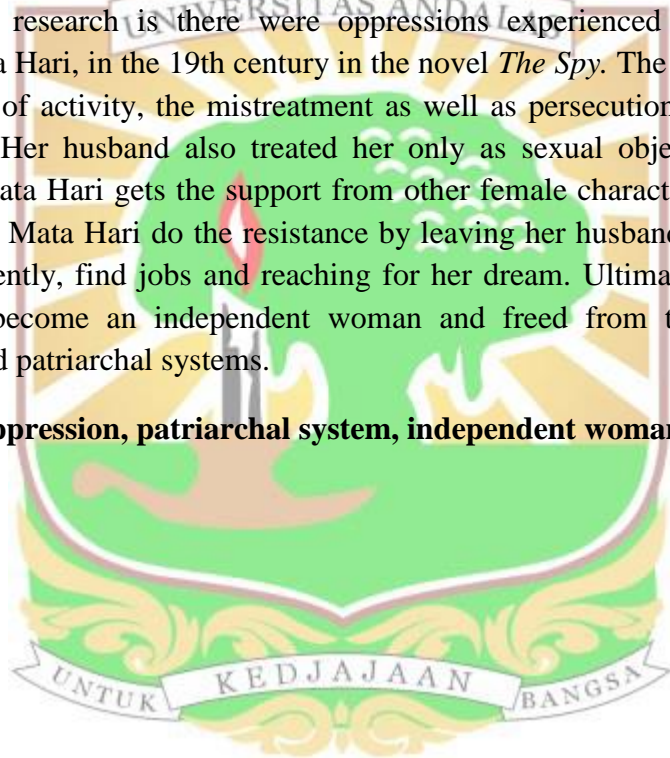 UNIVERSITAS ANDALAS
research is there were oppressions experienced
a Hari, in the 19th century in the novel The Spy. The
of activity, the mistreatment as well as persecution
Her husband also treated her only as sexual obje
ata Hari gets the support from other female charact
Mata Hari do the resistance by leaving her husband
ently, find jobs and reaching for her dream. Ultima
become an independent woman and freed from t
d patriarchal systems.
ppression, patriarchal system, independent woman
UNTUK KEDJAJAAN BANGSA